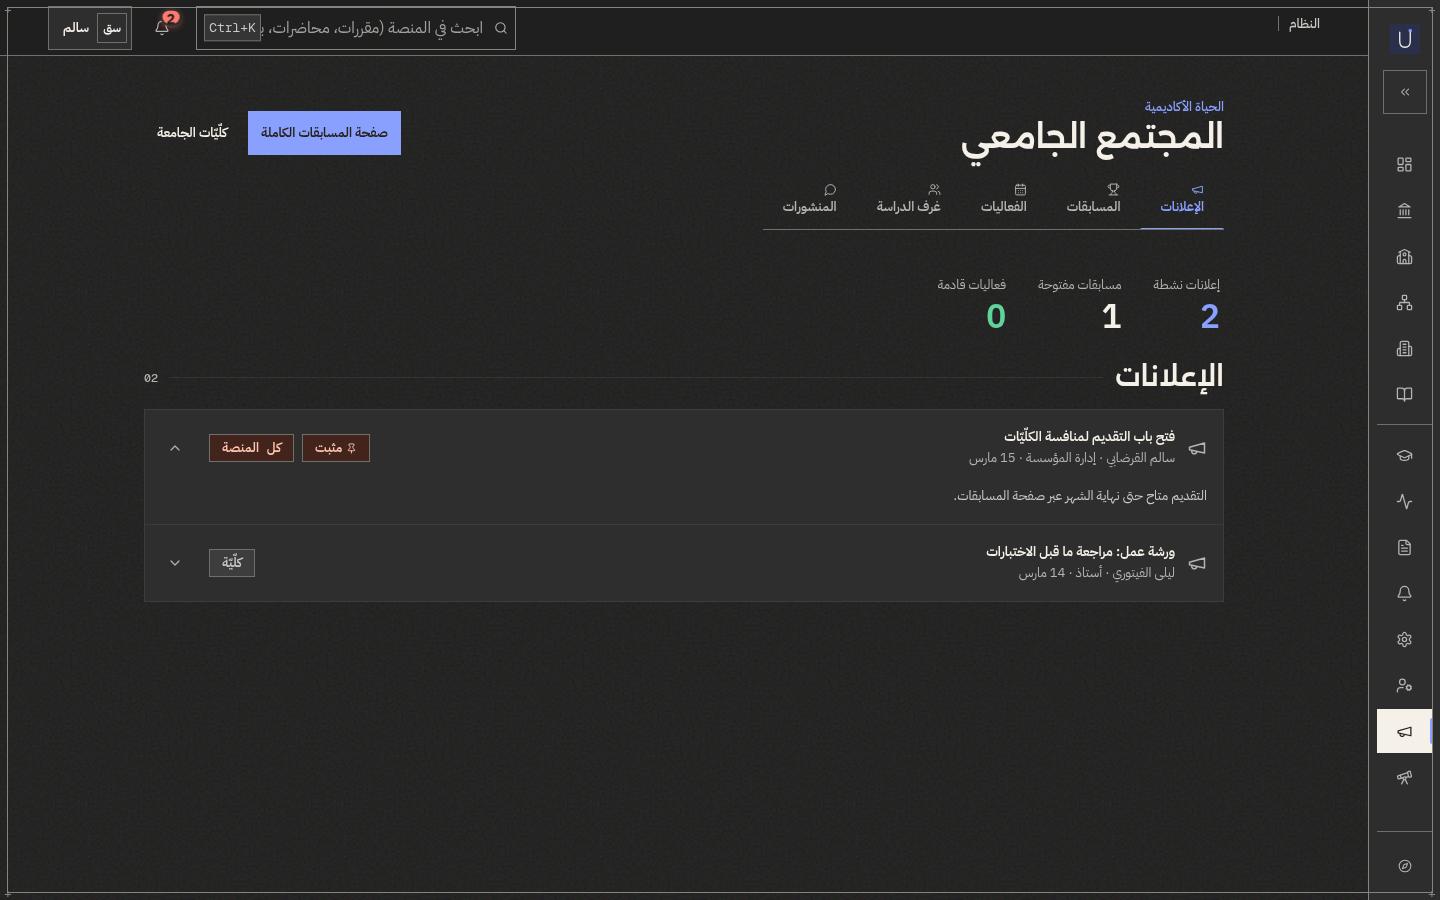 النظام
ابحث في المنصة (مقررات، محاضرات، ب
Ctrl+K
2
سق
سالم
الحياة الأكاديمية
المجتمع الجامعي
صفحة المسابقات الكاملة
كلّيّات الجامعة
الإعلانات
المسابقات
الفعاليات
غرف الدراسة
المنشورات
إعلانات نشطة
2
مسابقات مفتوحة
1
فعاليات قادمة
0
الإعلانات
02
فتح باب التقديم لمنافسة الكلّيّات
سالم القرضابي · إدارة المؤسسة · 15 مارس
مثبت
كل المنصة
التقديم متاح حتى نهاية الشهر عبر صفحة المسابقات.
ورشة عمل: مراجعة ما قبل الاختبارات
ليلى الفيتوري · أستاذ · 14 مارس
كلّيّة